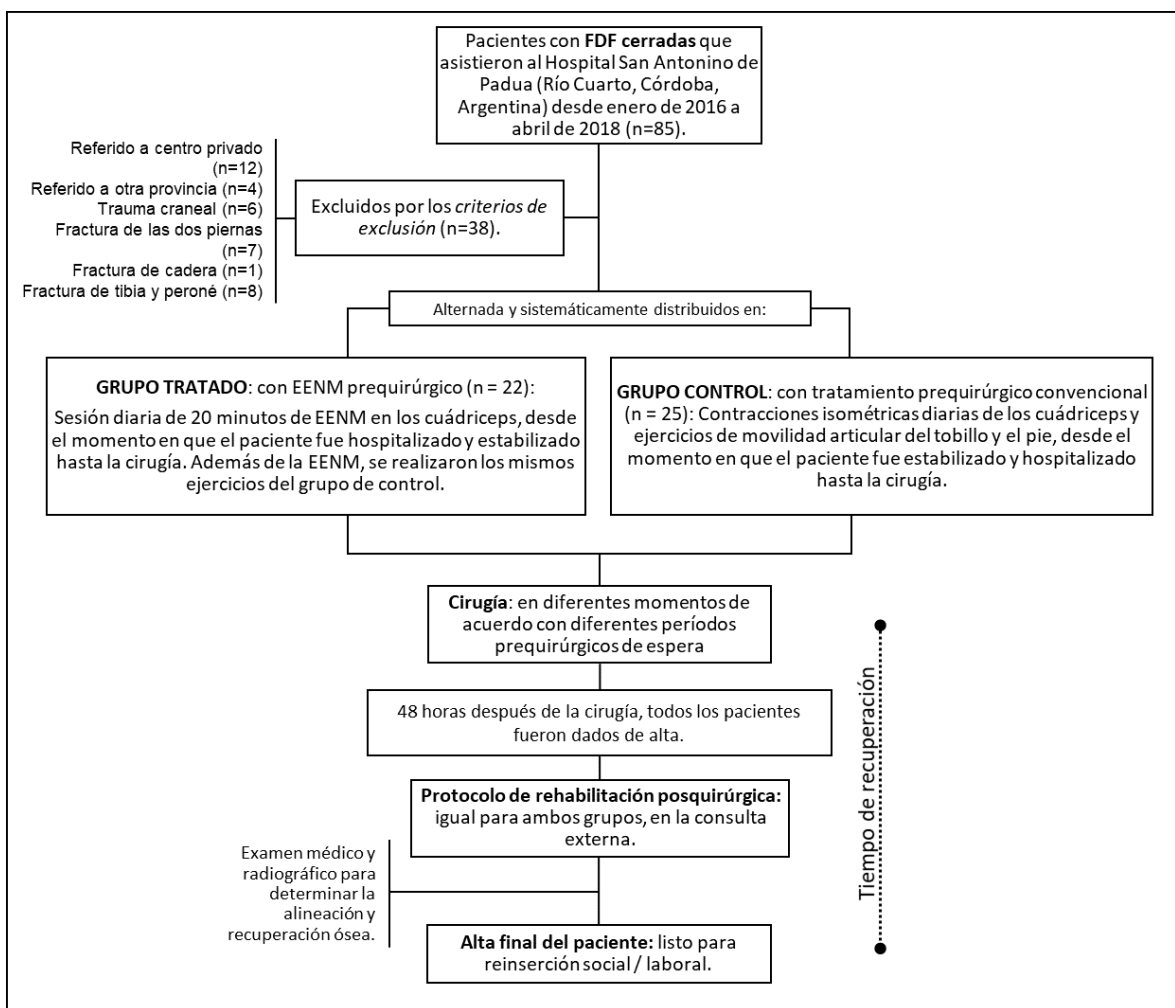 Pacientes con FDF cerradas que
asistieron al Hospital San Antonino de
Padua (Río Cuarto, Córdoba,
Argentina) desde enero de 2016 a
abril de 2018 (n=85).
Referido a centro privado
(n=12)
Referido a otra provincia (n=4)
Trauma craneal (n=6)
Fractura de las dos piernas
(n=7)
Fractura de cadera (n=1)
Fractura de tibia y peroné (n=8)
Excluidos por los criterios de
exclusión (n=38).
Alternada y sistemáticamente distribuidos en:
GRUPO TRATADO: con EENM prequirúrgico (n = 22):
Sesión diaria de 20 minutos de EENM en los cuádriceps, desde
el momento en que el paciente fue hospitalizado y estabilizado
hasta la cirugía. Además de la EENM, se realizaron los mismos
ejercicios del grupo de control.
GRUPO CONTROL: con tratamiento prequirúrgico convencional
(n = 25): Contracciones isométricas diarias de los cuádriceps y
ejercicios de movilidad articular del tobillo y el pie, desde el
momento en que el paciente fue estabilizado y hospitalizado
hasta la cirugía.
Cirugía: en diferentes momentos de
acuerdo con diferentes períodos
prequirúrgicos de espera
48 horas después de la cirugía, todos los pacientes
fueron dados de alta.
Protocolo de rehabilitación posquirúrgica:
igual para ambos grupos, en la consulta
externa.
Examen médico y
radiográfico para
determinar la
alineación y
recuperación ósea.
Alta final del paciente: listo para
reinserción social / laboral.
Tiempo de recuperación